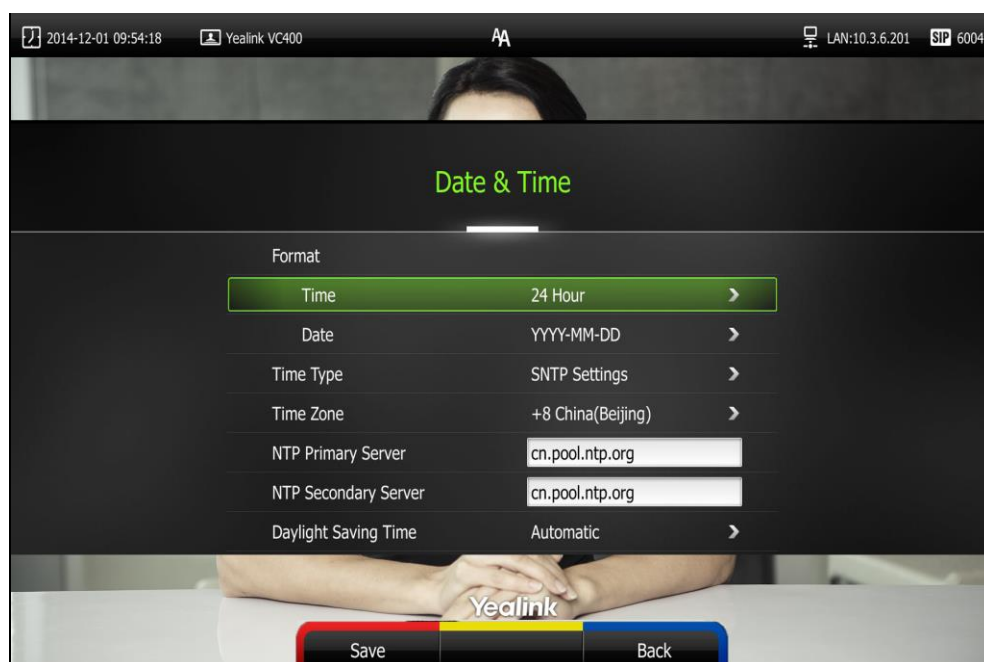 2014-12-01 09:54:18 Yealink VC400 AA LAN:10.3.6.201 SIP 6004
Date & Time
Format
Time 24 Hour
Date YYYY-MM-DD
Time Type SNTP Settings
Time Zone +8 China(Beijing)
NTP Primary Server cn.pool.ntp.org
NTP Secondary Server cn.pool.ntp.org
Daylight Saving Time Automatic
Yealink
Save Back